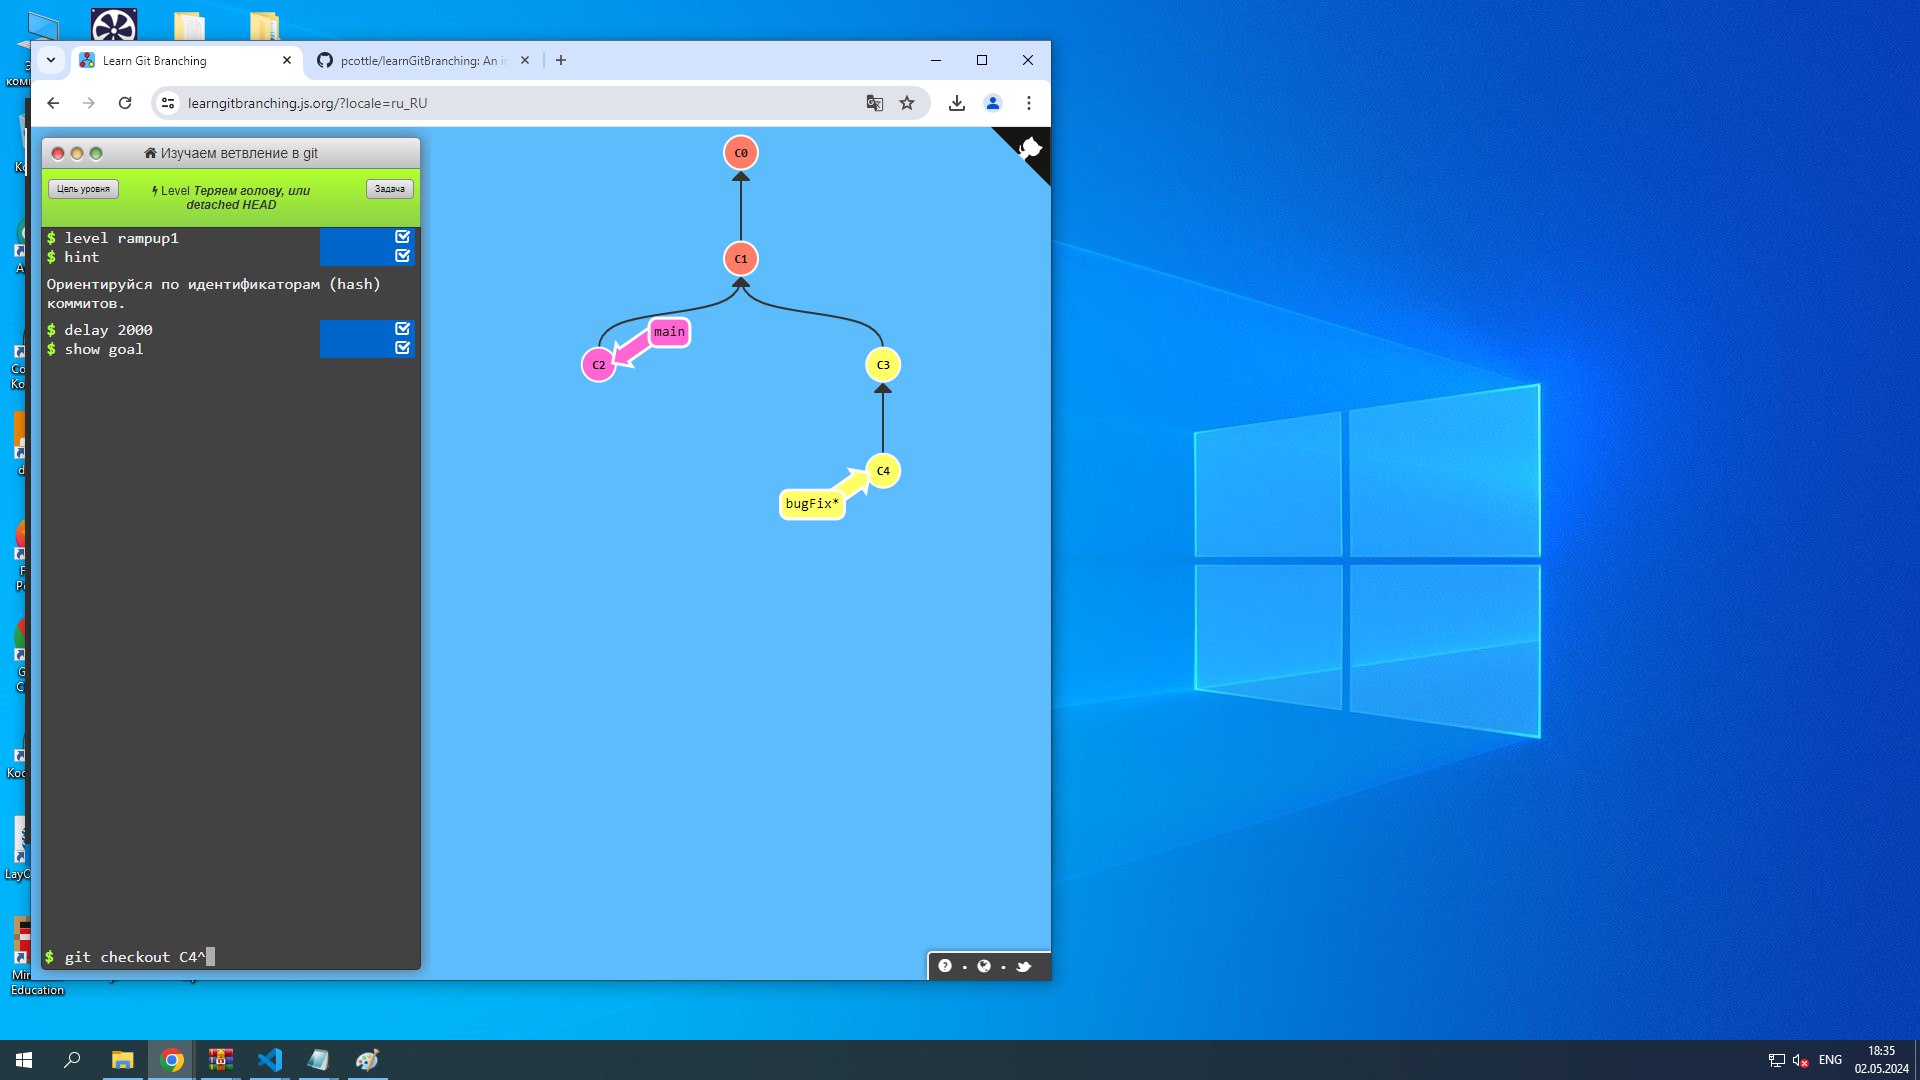 Learn Git Branching
pcottle/learnGitBranching: An in
learngitbranching.js.org/?locale=ru_RU
Изучаем ветвление в git
Цель уровня
Level Теряем голову, или
detached HEAD
Задача
$ level rampup1
$ hint
Ориентируйся по идентификаторам (hash)
коммитов.
$ delay 2000
$ show goal
$ git checkout C4^
C0
C1
main
C2
C3
C4
bugFix*
Education
ENG
18:35
02.05.2024